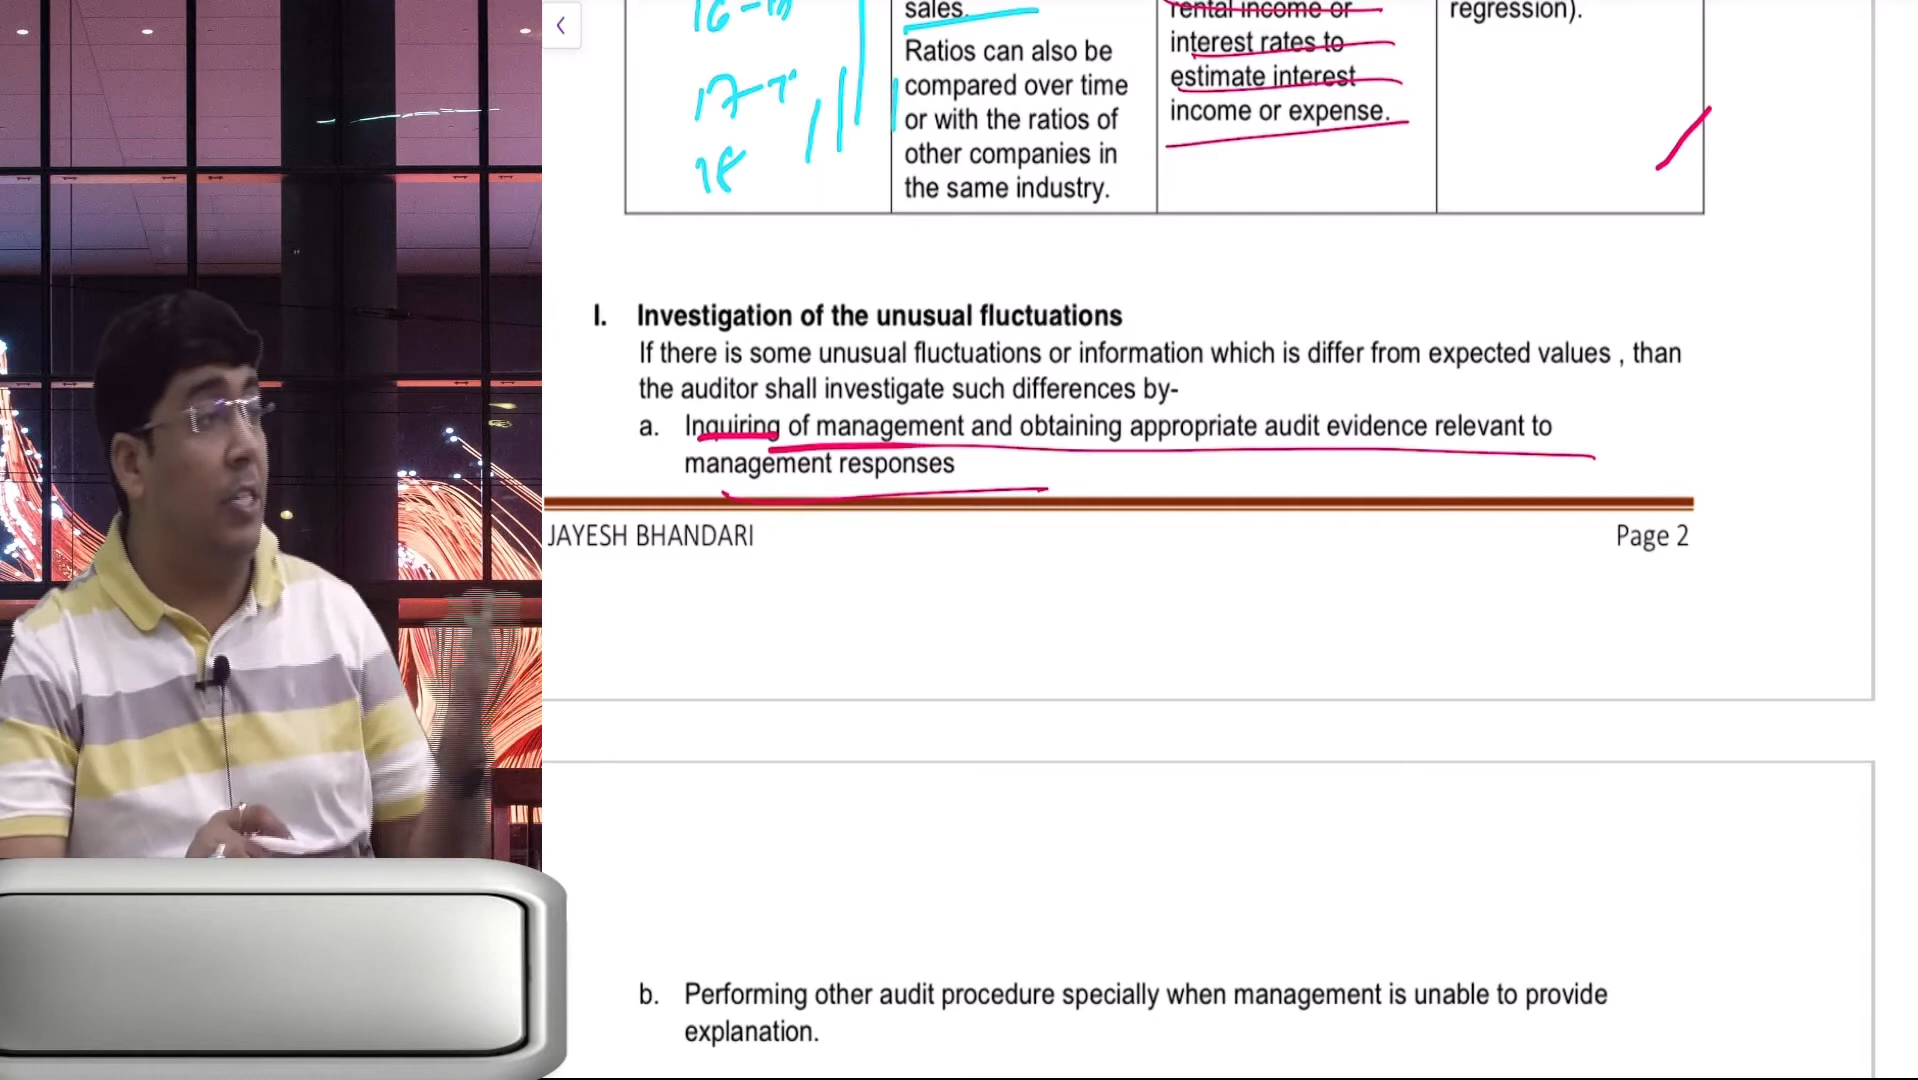 16-
sales.
rental income or
regression).
Ratios can also be
interest rates to
compared over time
estimate interest
17-
or with the ratios of
income or expense.
other companies in
18
the same industry.
I. Investigation of the unusual fluctuations
If there is some unusual fluctuations or information which is differ from expected values , than
the auditor shall investigate such differences by-
a. Inquiring of management and obtaining appropriate audit evidence relevant to
management responses
JAYESH BHANDARI Page 2
b. Performing other audit procedure specially when management is unable to provide
explanation.